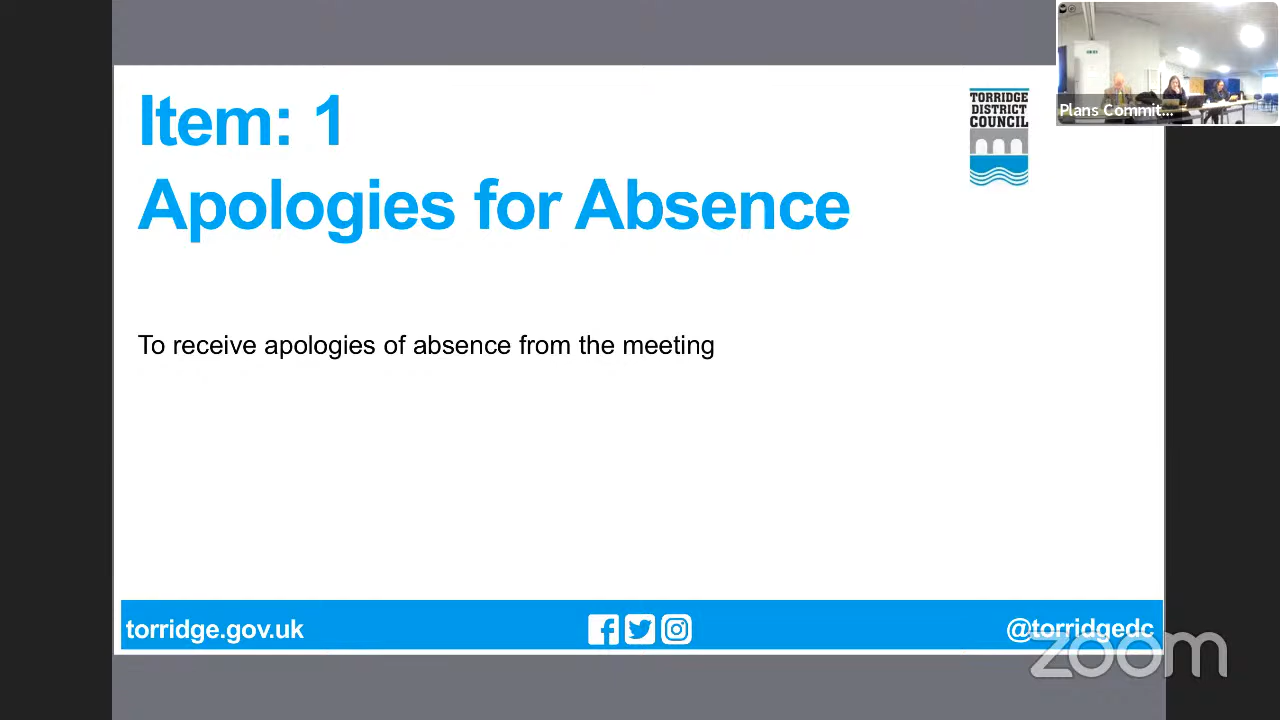 Item: 1
Apologies for Absence
TORRIDGE
DISTRICT
COUNCIL
Plans Commit...
To receive apologies of absence from the meeting
torridge.gov.uk
@torridgedc
zoom